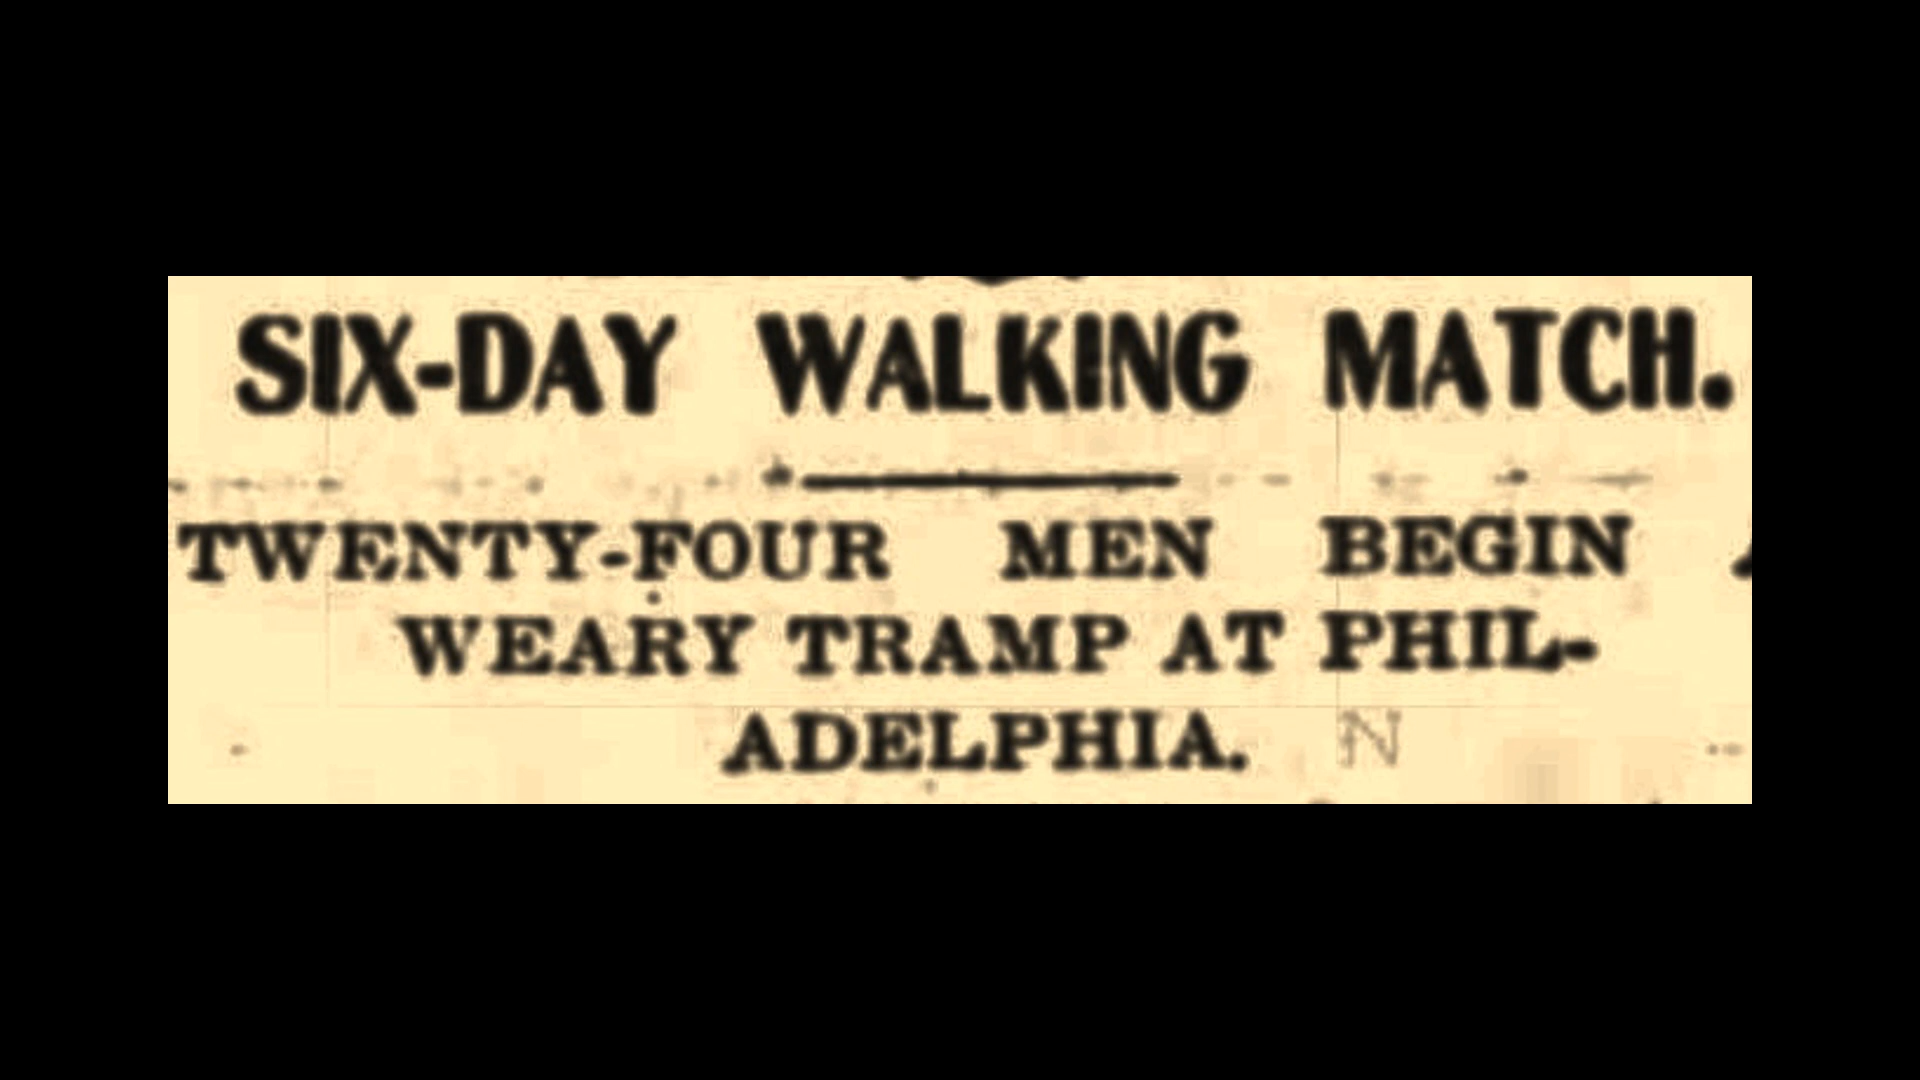 SIX-DAY WALKING MATCH.
TWENTY-FOUR MEN BEGIN
WEARY TRAMP AT PHIL-
ADELPHIA.